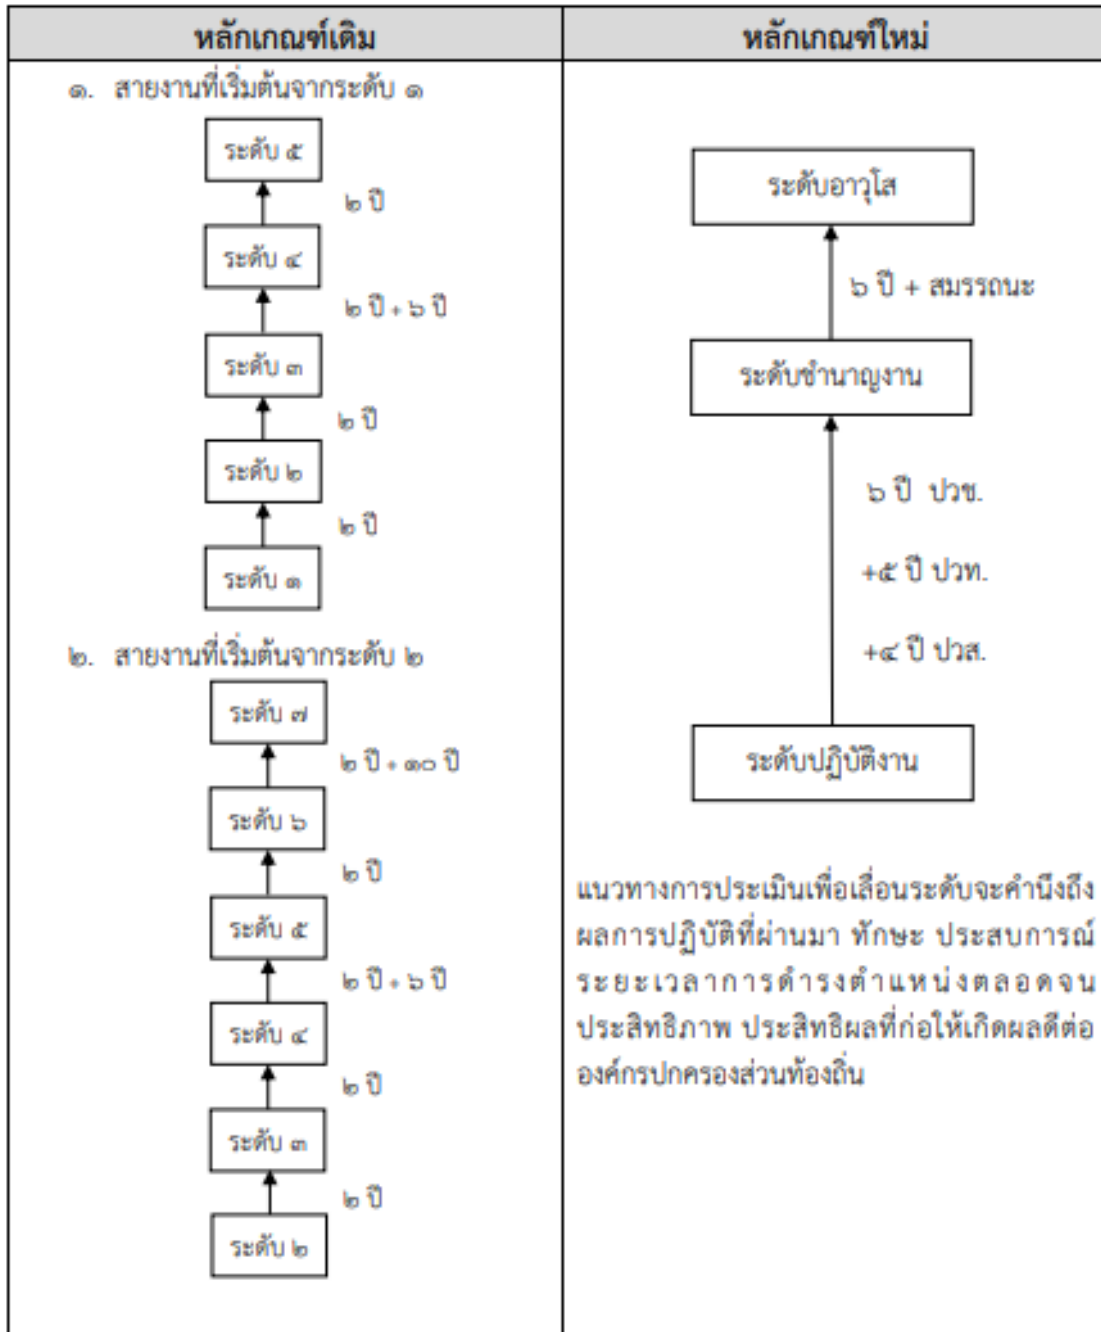 หลักเกณฑ์เดิม
๑. สายงานที่เริ่มต้นจากระดับ ๑
ระดับ ๕
๒ ปี
ระดับ ๔
๒ ปี + ๖ ปี
ระดับ ๓
๒ ปี
ระดับ ๒
๒ ปี
ระดับ ๑
๒. สายงานที่เริ่มต้นจากระดับ ๒
ระดับ ๗
๒ ปี + ๑๐ ปี
ระดับ ๖
๒ ปี
ระดับ ๕
๒ ปี + ๖ ปี
ระดับ ๔
๒ ปี
ระดับ ๓
๒ ปี
ระดับ ๒
หลักเกณฑ์ใหม่
ระดับอาวุโส
๖ ปี + สมรรถนะ
ระดับชำนาญงาน
๖ ปี ปวช.
+๕ ปี ปวท.
+๔ ปี ปวส.
ระดับปฏิบัติงาน
แนวทางการประเมินเพื่อเลื่อนระดับจะคำนึงถึง
ผลการปฏิบัติที่ผ่านมา ทักษะ ประสบการณ์
ระยะเวลาการดำรงตำแหน่งตลอดจน
ประสิทธิภาพ ประสิทธิผลที่ก่อให้เกิดผลดีต่อ
องค์กรปกครองส่วนท้องถิ่น